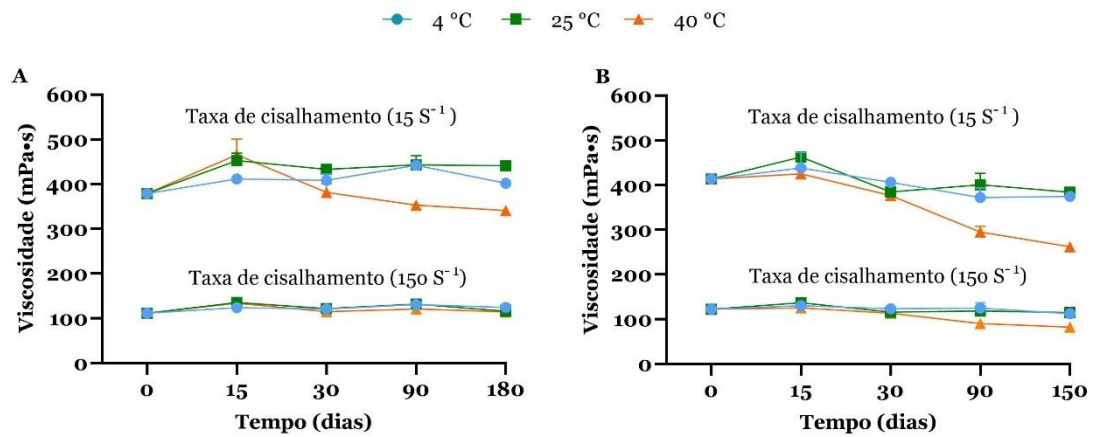 4 °C 25 °C 40 °C
A
Viscosidade (mPa•s)
600
500
400
300
200
100
0
Taxa de cisalhamento (15 S⁻¹)
Taxa de cisalhamento (150 S⁻¹)
0 15 30 90 180
Tempo (dias)
B
Viscosidade (mPa•s)
600
500
400
300
200
100
0
Taxa de cisalhamento (15 S⁻¹)
Taxa de cisalhamento (150 S⁻¹)
0 15 30 90 150
Tempo (dias)